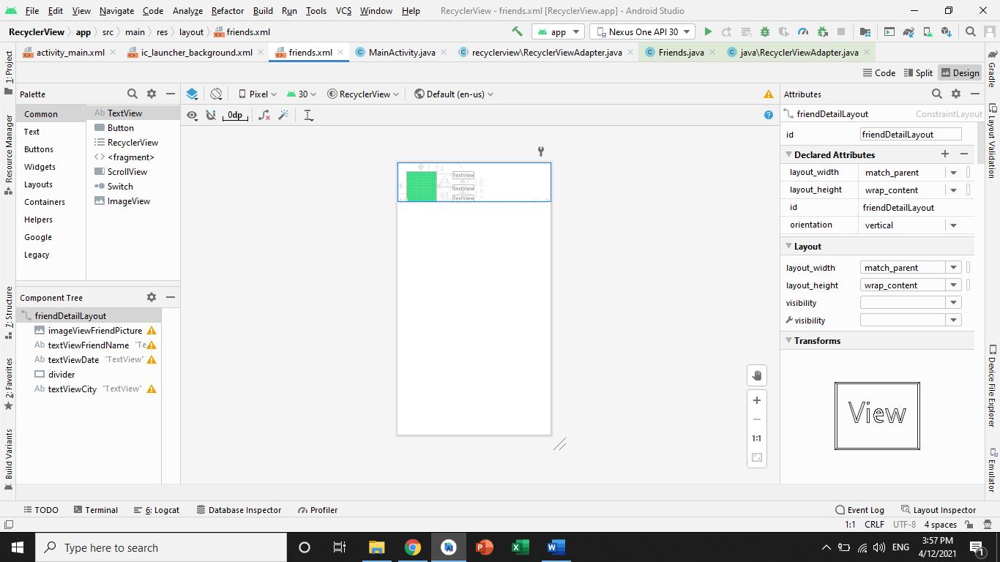 File Edit View Navigate Code Analyze Refactor Build Run Tools VCS Window Help RecyclerView - friends.xml [RecyclerView.app] - Android Studio
RecyclerView app src main res layout friends.xml app Nexus One API 30
activity_main.xml ic_launcher_background.xml friends.xml MainActivity.java recyclerview\RecyclerViewAdapter.java Friends.java java\RecyclerViewAdapter.java
Code Split Design
1: Project
Resource Manager
7: Structure
2: Favorites
Build Variants
Palette
Common
Text
Buttons
Widgets
Layouts
Containers
Helpers
Google
Legacy
Ab TextView
Button
RecyclerView
<fragment>
ScrollView
Switch
ImageView
Component Tree
friendDetailLayout
imageViewFriendPicture
Ab textViewFriendName "Te
Ab textViewDate "TextView"
divider
Ab textViewCity "TextView"
Pixel 30 RecyclerView Default (en-us)
0dp
TextView
TextView
TextView
1:1
Attributes
friendDetailLayout ConstraintLayout
id friendDetailLayout
Declared Attributes
layout_width match_parent
layout_height wrap_content
id friendDetailLayout
orientation vertical
Layout
layout_width match_parent
layout_height wrap_content
visibility
visibility
Transforms
View
Gradle
Layout Validation
Device File Explorer
Emulator
TODO Terminal 6: Logcat Database Inspector Profiler Event Log Layout Inspector
1:1 CRLF UTF-8 4 spaces
Type here to search
ENG
3:57 PM
4/12/2021
1